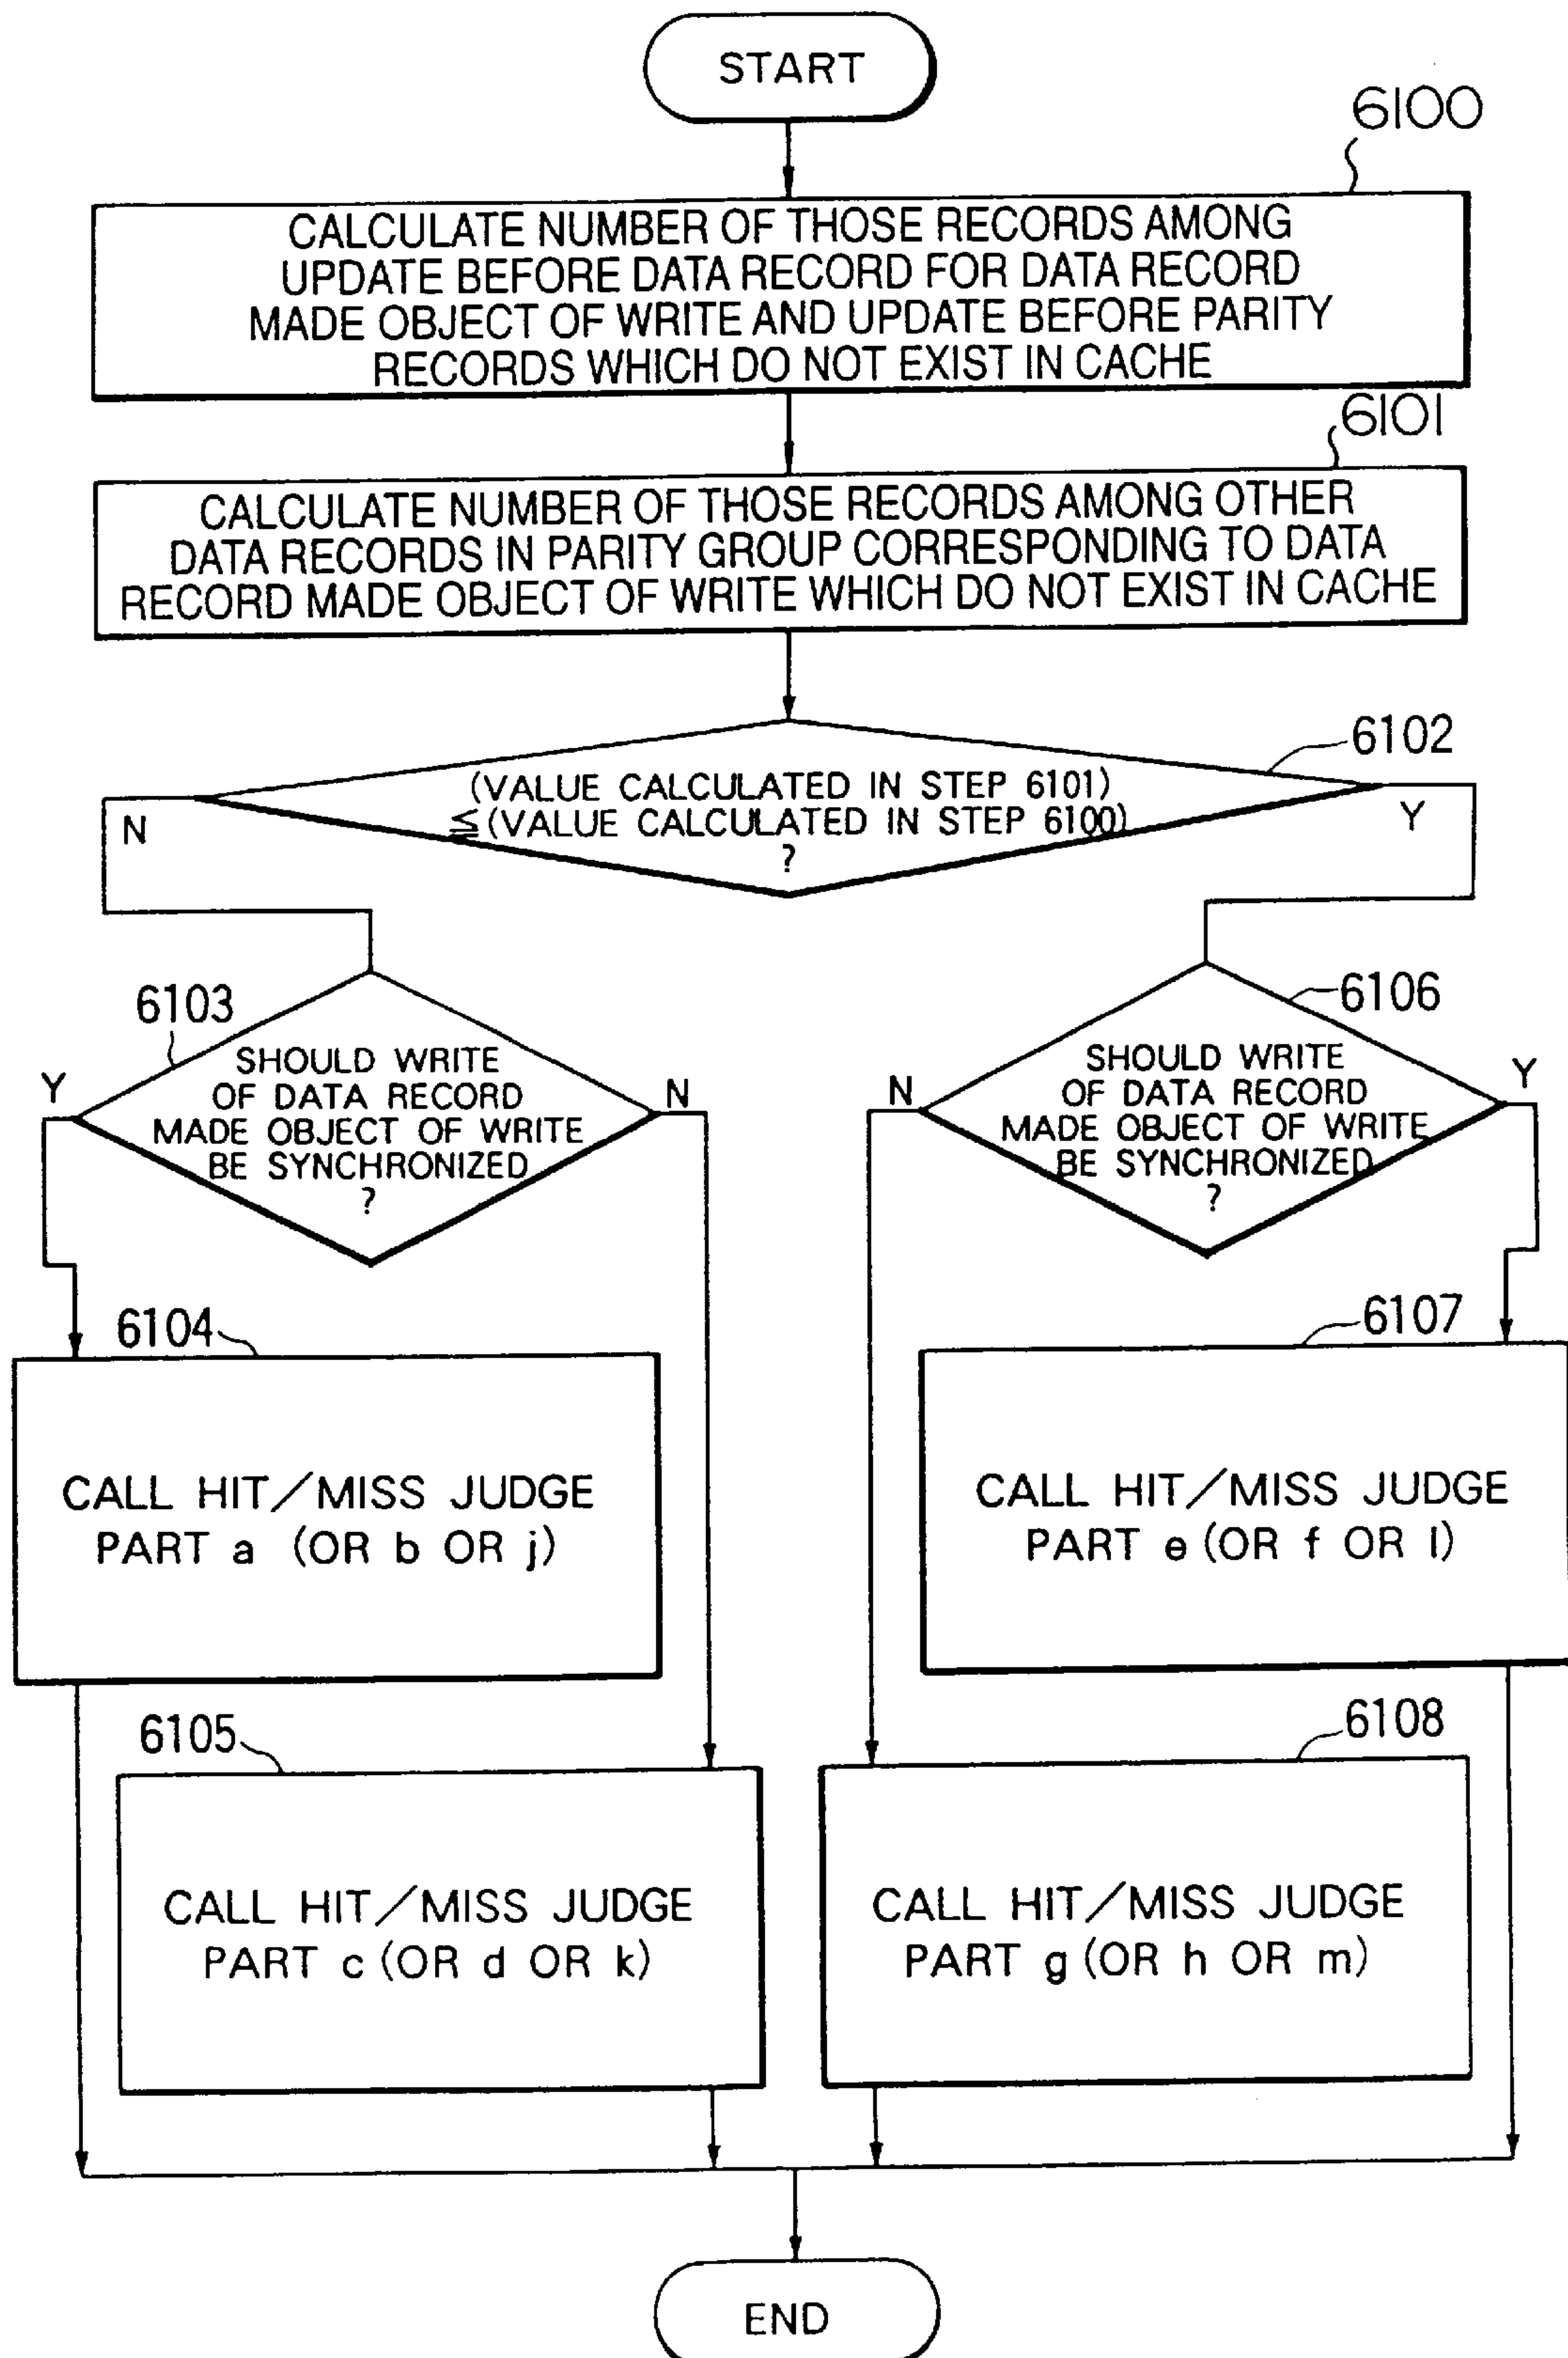 START
6100
CALCULATE NUMBER OF THOSE RECORDS AMONG
UPDATE BEFORE DATA RECORD FOR DATA RECORD
MADE OBJECT OF WRITE AND UPDATE BEFORE PARITY
RECORDS WHICH DO NOT EXIST IN CACHE
6101
CALCULATE NUMBER OF THOSE RECORDS AMONG OTHER
DATA RECORDS IN PARITY GROUP CORRESPONDING TO DATA
RECORD MADE OBJECT OF WRITE WHICH DO NOT EXIST IN CACHE
6102
(VALUE CALCULATED IN STEP 6101)
≦(VALUE CALCULATED IN STEP 6100)
?
N
Y
6103
SHOULD WRITE
OF DATA RECORD
MADE OBJECT OF WRITE
BE SYNCHRONIZED
?
Y
N
6106
SHOULD WRITE
OF DATA RECORD
MADE OBJECT OF WRITE
BE SYNCHRONIZED
?
N
Y
6104
CALL HIT/MISS JUDGE
PART a (OR b OR j)
6107
CALL HIT/MISS JUDGE
PART e (OR f OR l)
6105
CALL HIT/MISS JUDGE
PART c (OR d OR k)
6108
CALL HIT/MISS JUDGE
PART g (OR h OR m)
END